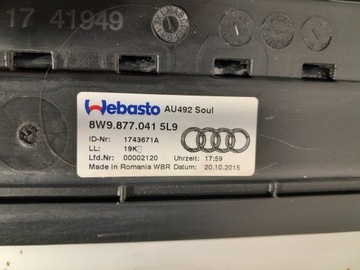 17 41949
Webasto AU492 Soul
8W9.877.041 5L9
ID-Nr: 1743671A
LL: 19K▯
Lfd.Nr: 00002120 Uhrzeit: 17:59
Made in Romania WBR Datum: 20.10.2015